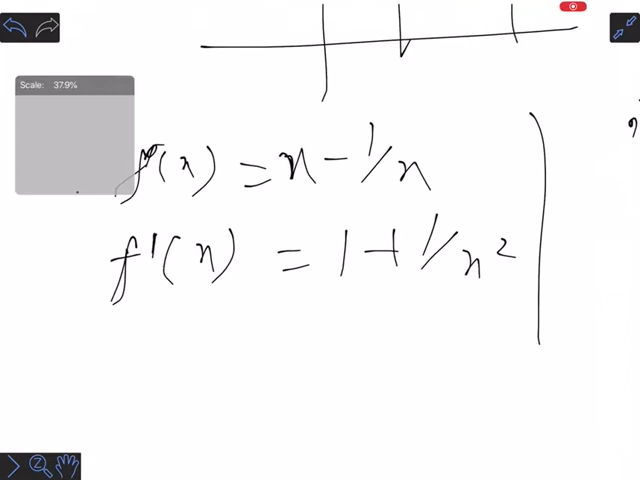 Scale: 37.9%
f(x) = x - 1/x
f'(x) = 1 + 1/x²